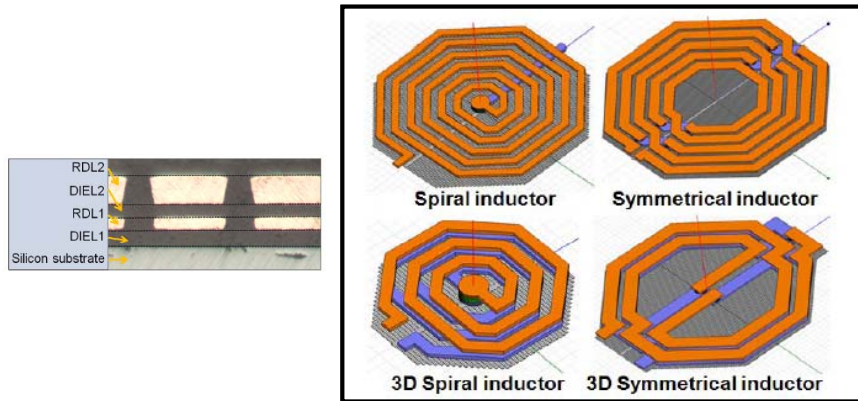 RDL2
DIEL2
RDL1
DIEL1
Silicon substrate
Spiral inductor
Symmetrical inductor
3D Spiral inductor
3D Symmetrical inductor